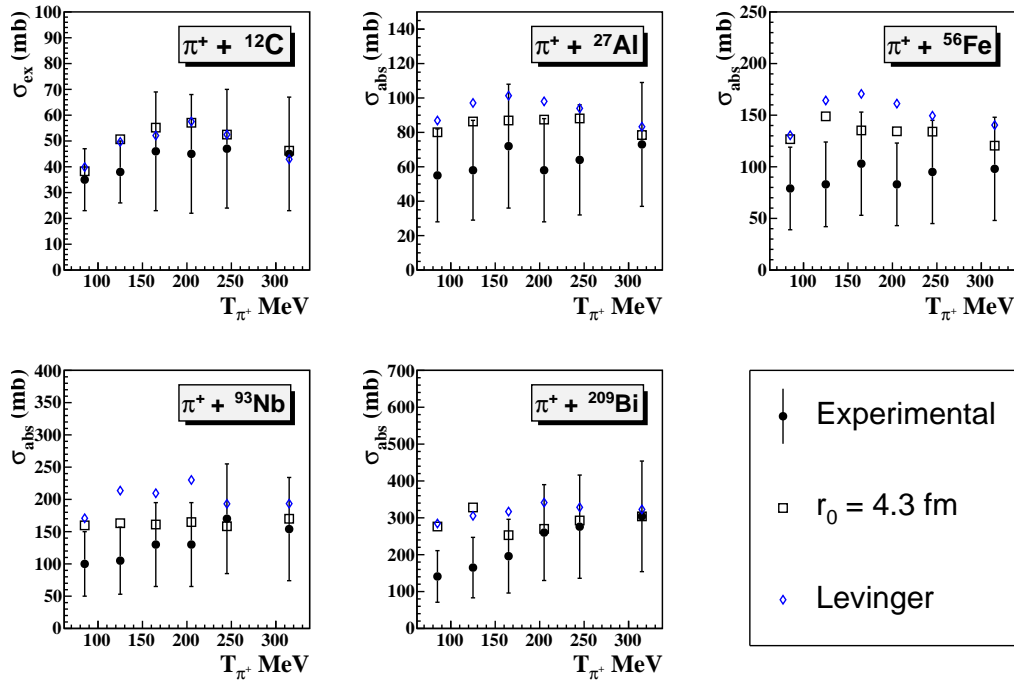 π⁺ + ¹²C
σex (mb)
100
90
80
70
60
50
40
30
20
10
0
100 150 200 250 300
Tπ⁺ MeV
π⁺ + ²⁷Al
σabs (mb)
140
120
100
80
60
40
20
0
100 150 200 250 300
Tπ⁺ MeV
π⁺ + ⁵⁶Fe
σabs (mb)
250
200
150
100
50
0
100 150 200 250 300
Tπ⁺ MeV
π⁺ + ⁹³Nb
σabs (mb)
400
350
300
250
200
150
100
50
0
100 150 200 250 300
Tπ⁺ MeV
π⁺ + ²⁰⁹Bi
σabs (mb)
700
600
500
400
300
200
100
0
100 150 200 250 300
Tπ⁺ MeV
Experimental
r₀ = 4.3 fm
Levinger